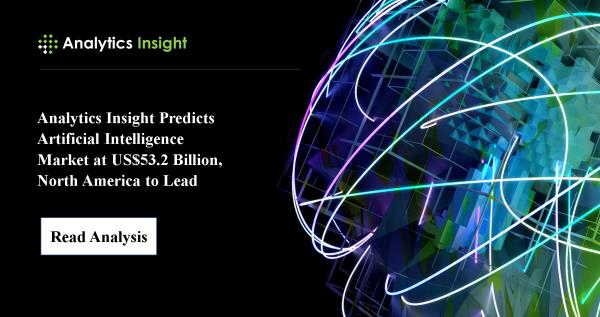 Analytics Insight
Analytics Insight Predicts
Artificial Intelligence
Market at US$53.2 Billion,
North America to Lead
Read Analysis